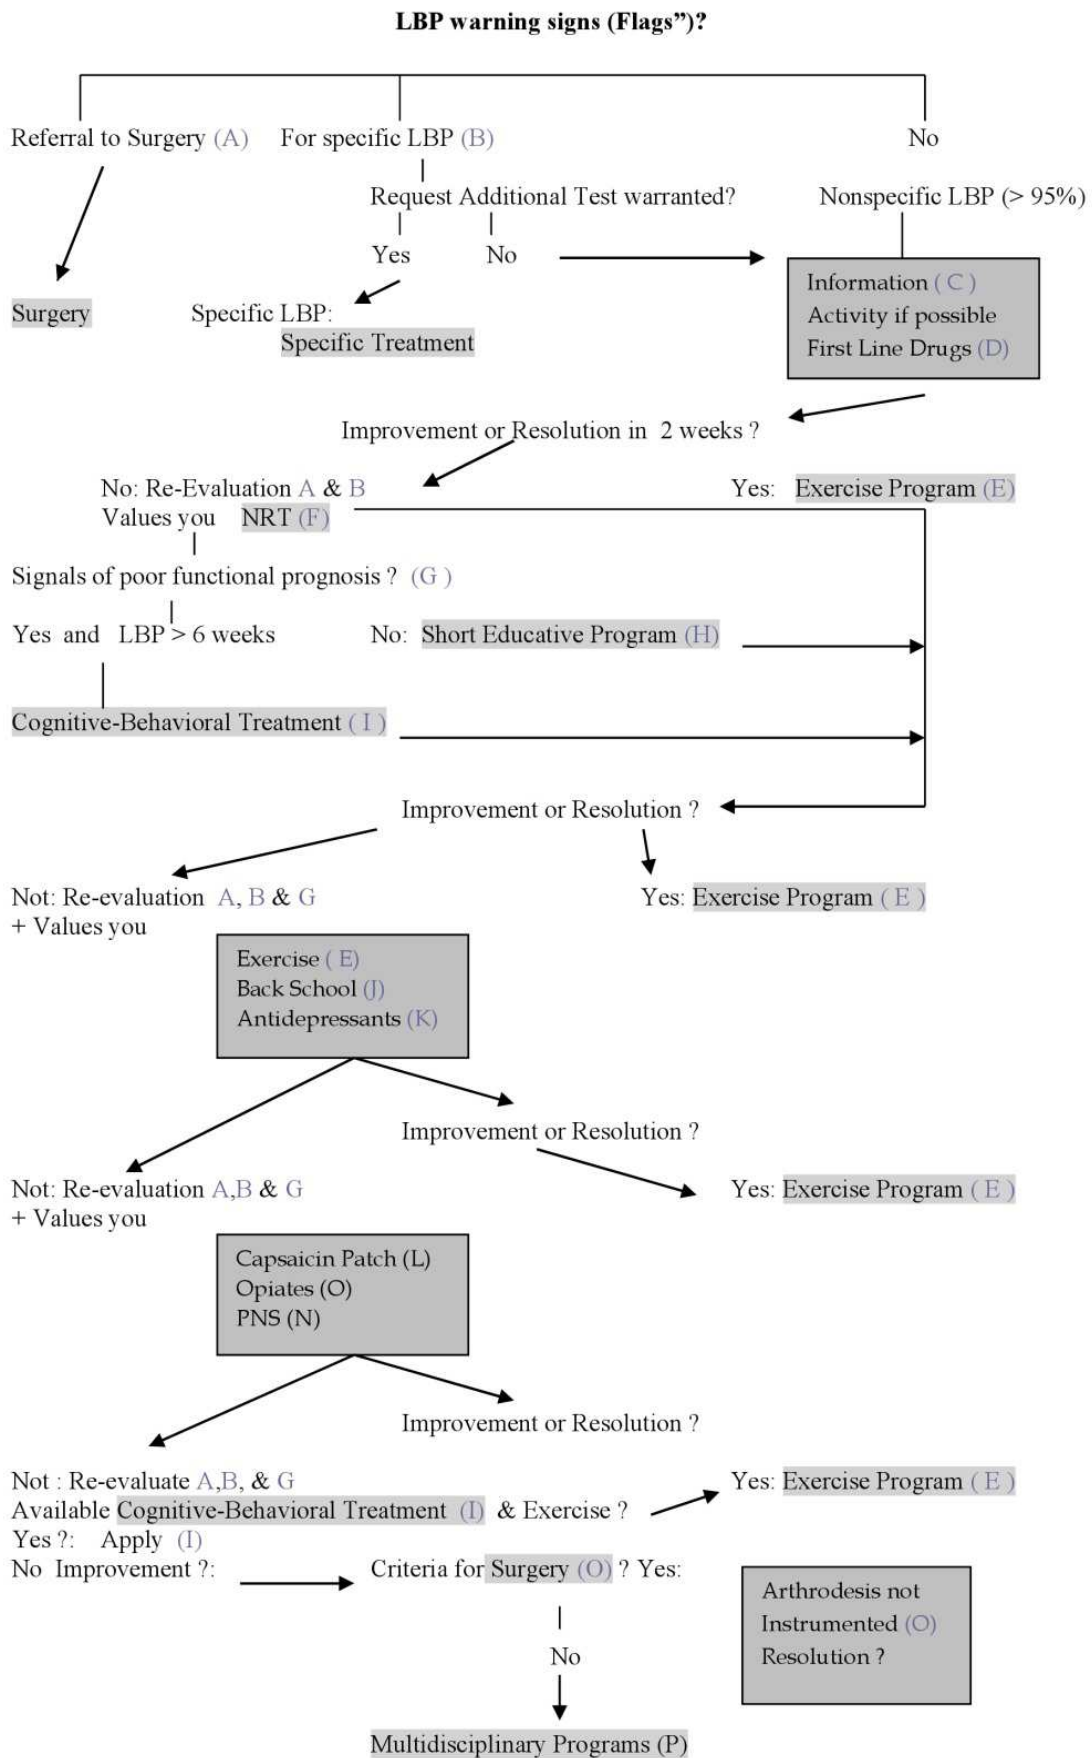 LBP warning signs (Flags”)?
Referral to Surgery (A)
For specific LBP (B)
No
Request Additional Test warranted?
Nonspecific LBP (> 95%)
Yes
No
Information ( C )
Activity if possible
First Line Drugs (D)
Surgery
Specific LBP:
Specific Treatment
Improvement or Resolution in 2 weeks ?
No: Re-Evaluation A & B
Values you NRT (F)
Yes: Exercise Program (E)
Signals of poor functional prognosis ? (G )
Yes and LBP > 6 weeks
No: Short Educative Program (H)
Cognitive-Behavioral Treatment ( I )
Improvement or Resolution ?
Not: Re-evaluation A, B & G
+ Values you
Yes: Exercise Program ( E )
Exercise ( E)
Back School (J)
Antidepressants (K)
Improvement or Resolution ?
Not: Re-evaluation A,B & G
+ Values you
Yes: Exercise Program ( E )
Capsaicin Patch (L)
Opiates (O)
PNS (N)
Improvement or Resolution ?
Not : Re-evaluate A,B, & G
Yes: Exercise Program ( E )
Available Cognitive-Behavioral Treatment (I) & Exercise ?
Yes ?: Apply (I)
No Improvement ?:
Criteria for Surgery (O) ? Yes:
Arthrodesis not
Instrumented (O)
Resolution ?
No
Multidisciplinary Programs (P)